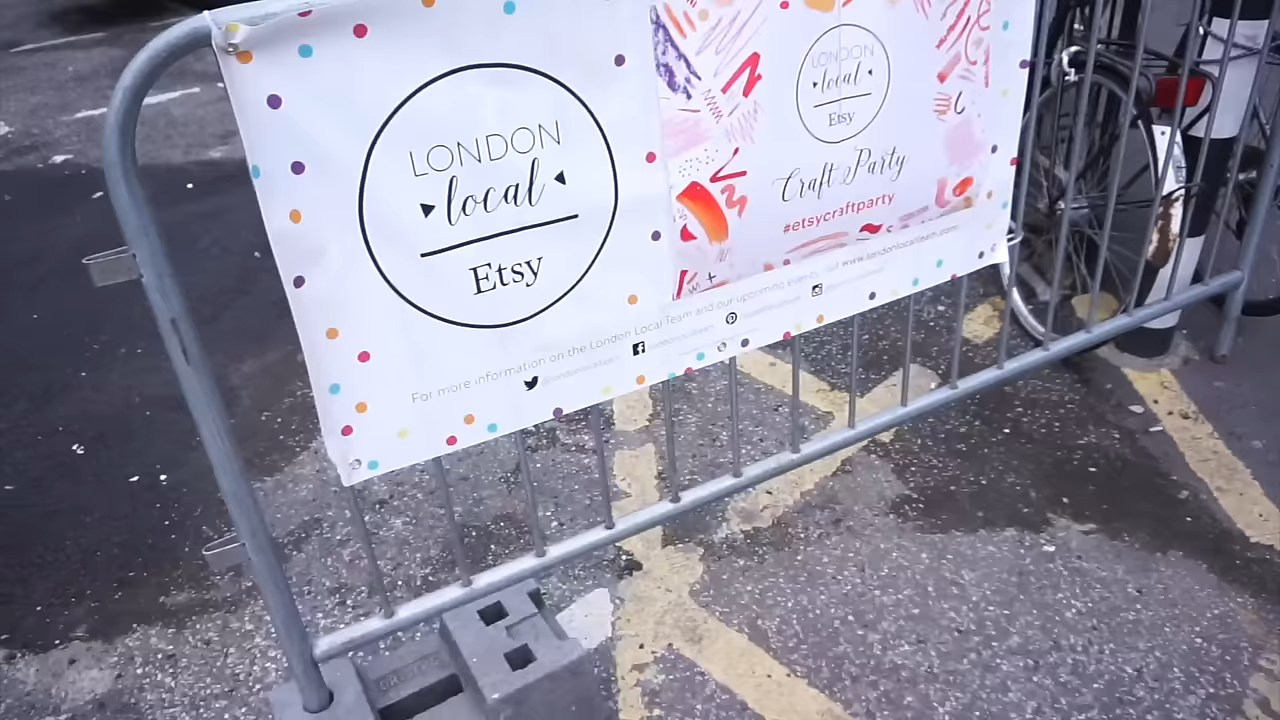 LONDON
local
Etsy
LONDON
local
Etsy
Craft Party
#etsycraftparty
For more information on the London Local Team and our upcoming events, visit www.londonlocalteam.com
@londonlocalteam